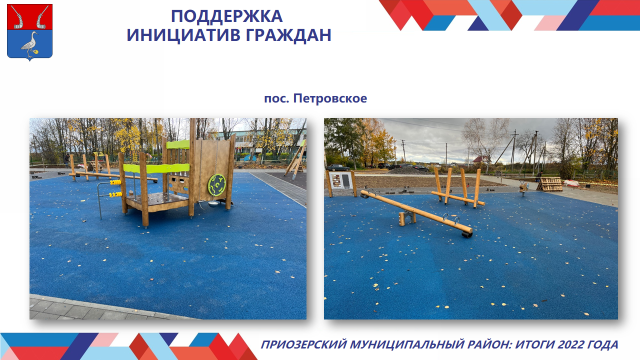 ПОДДЕРЖКА
ИНИЦИАТИВ ГРАЖДАН
пос. Петровское
ПРИОЗЕРСКИЙ МУНИЦИПАЛЬНЫЙ РАЙОН: ИТОГИ 2022 ГОДА